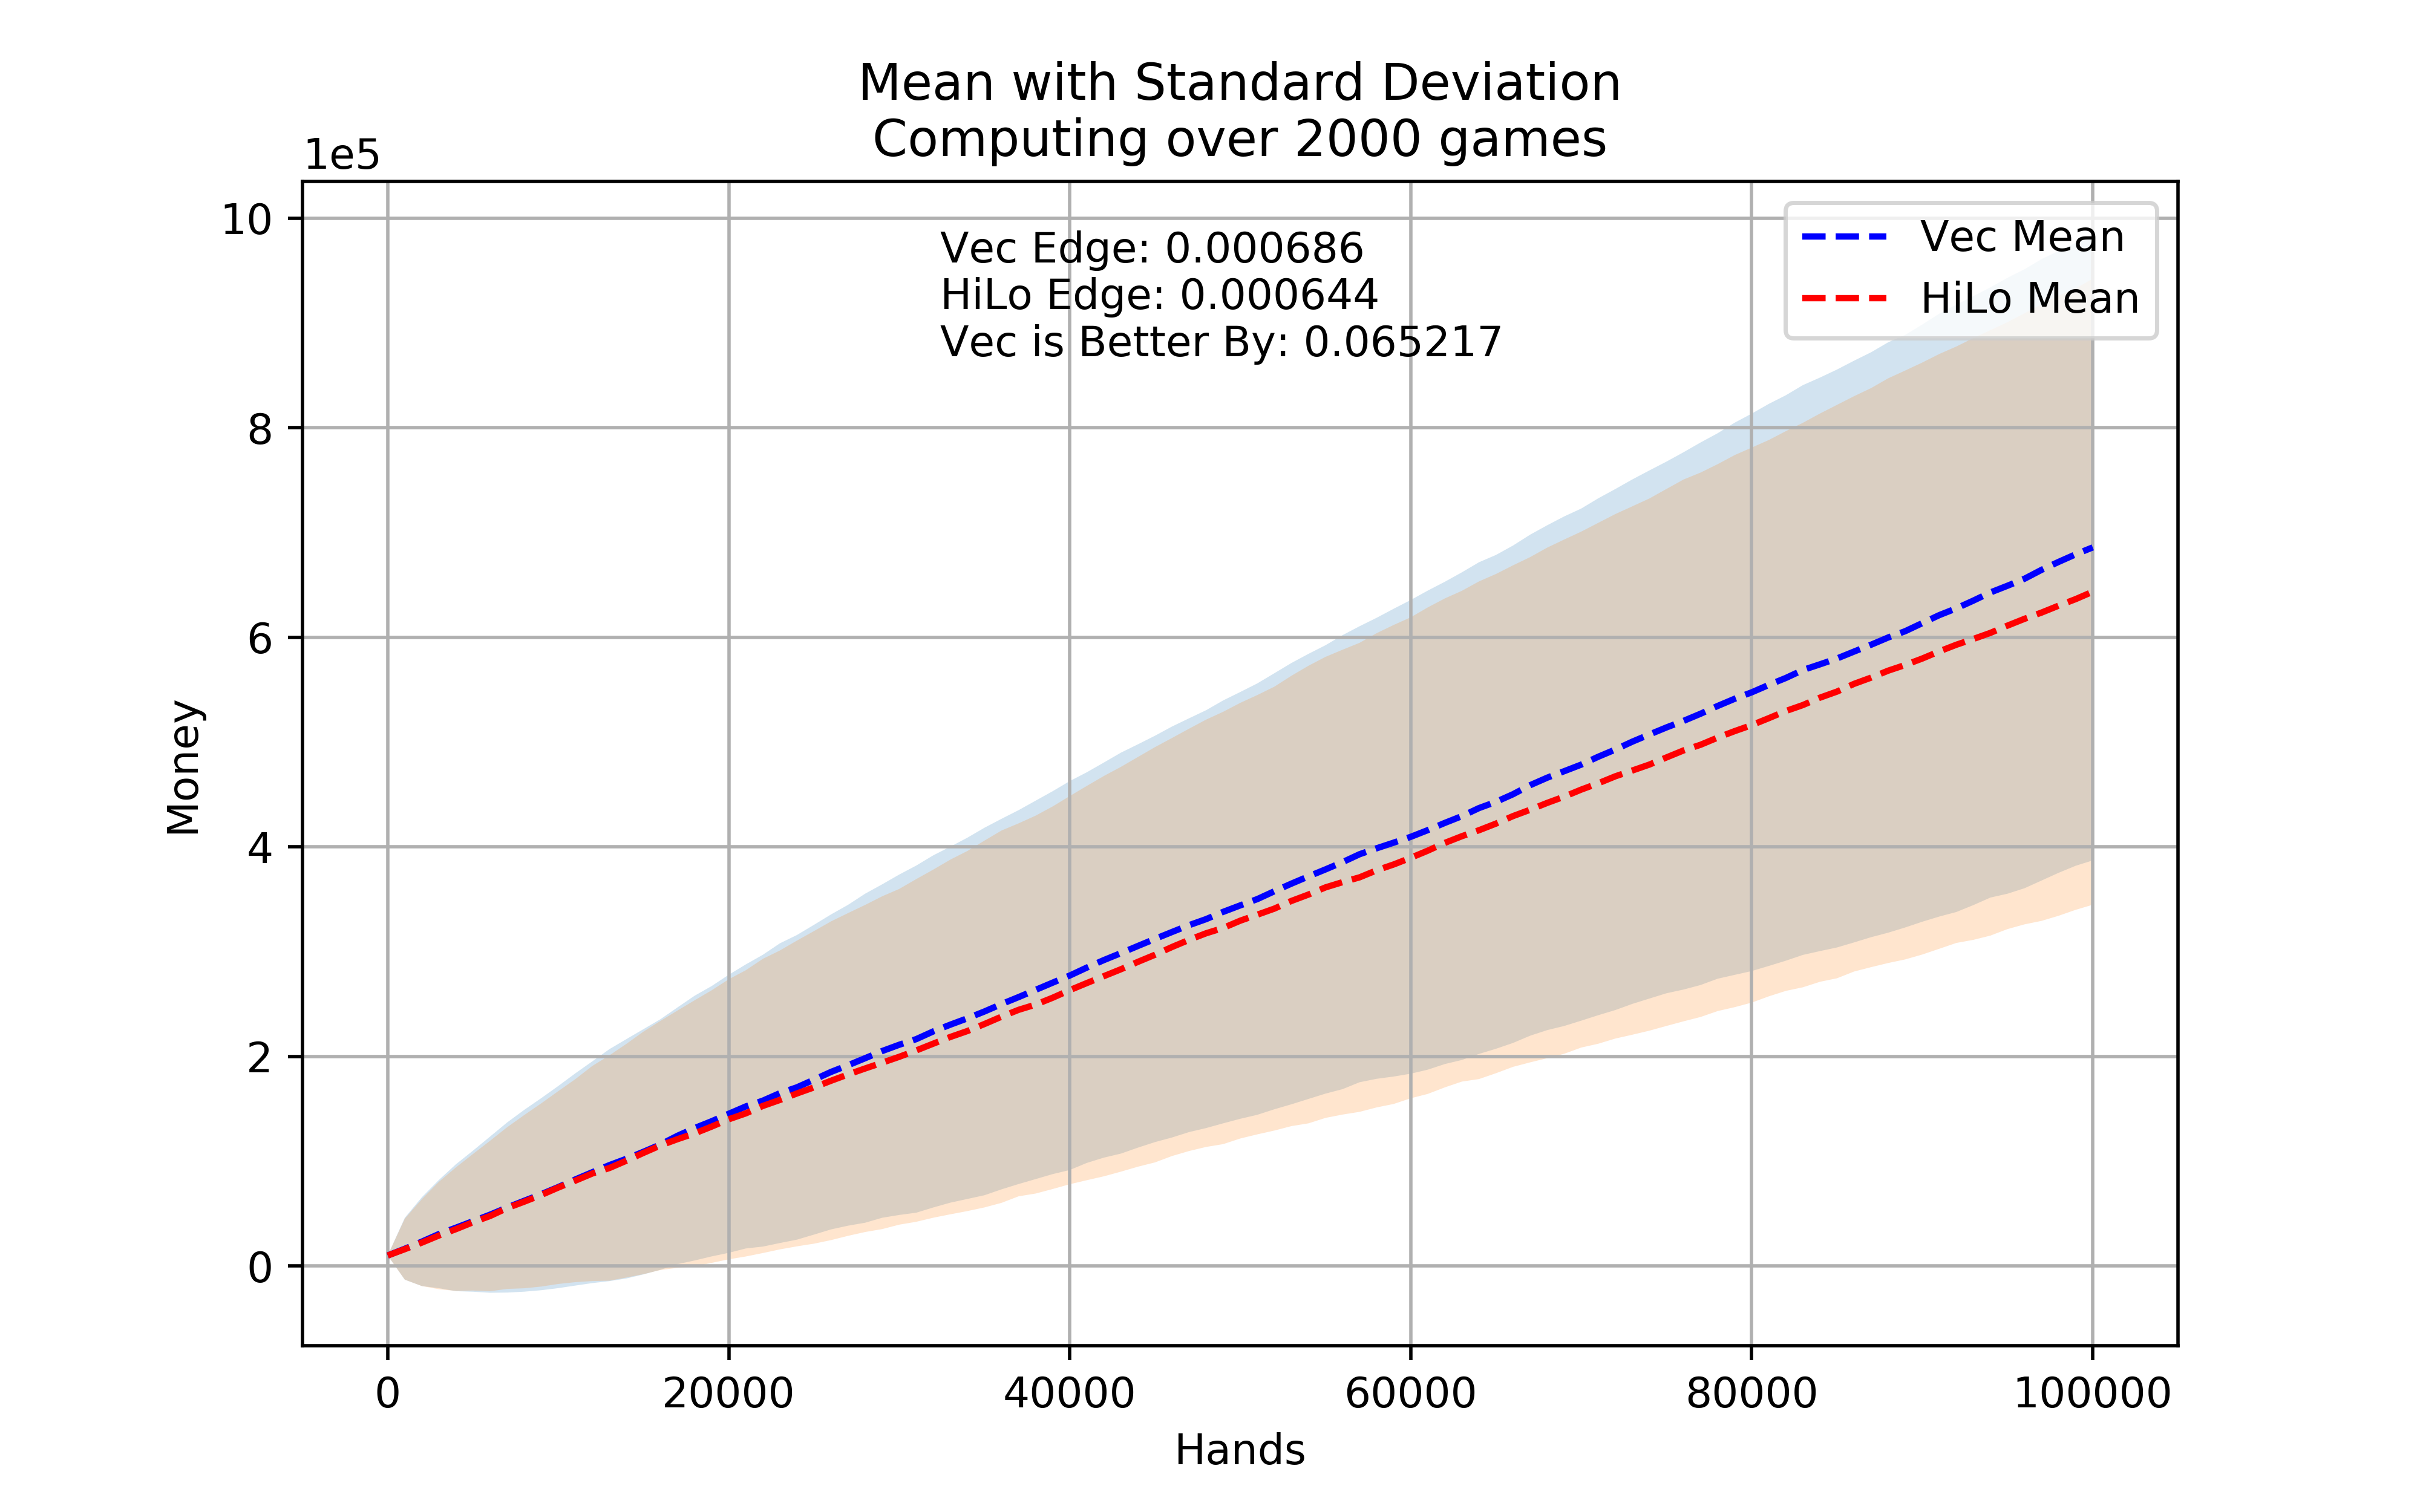 Mean with Standard Deviation
Computing over 2000 games
1e5
10
8
6
4
2
0
Money
Vec Edge: 0.000686
HiLo Edge: 0.000644
Vec is Better By: 0.065217
Vec Mean
HiLo Mean
0 20000 40000 60000 80000 100000
Hands